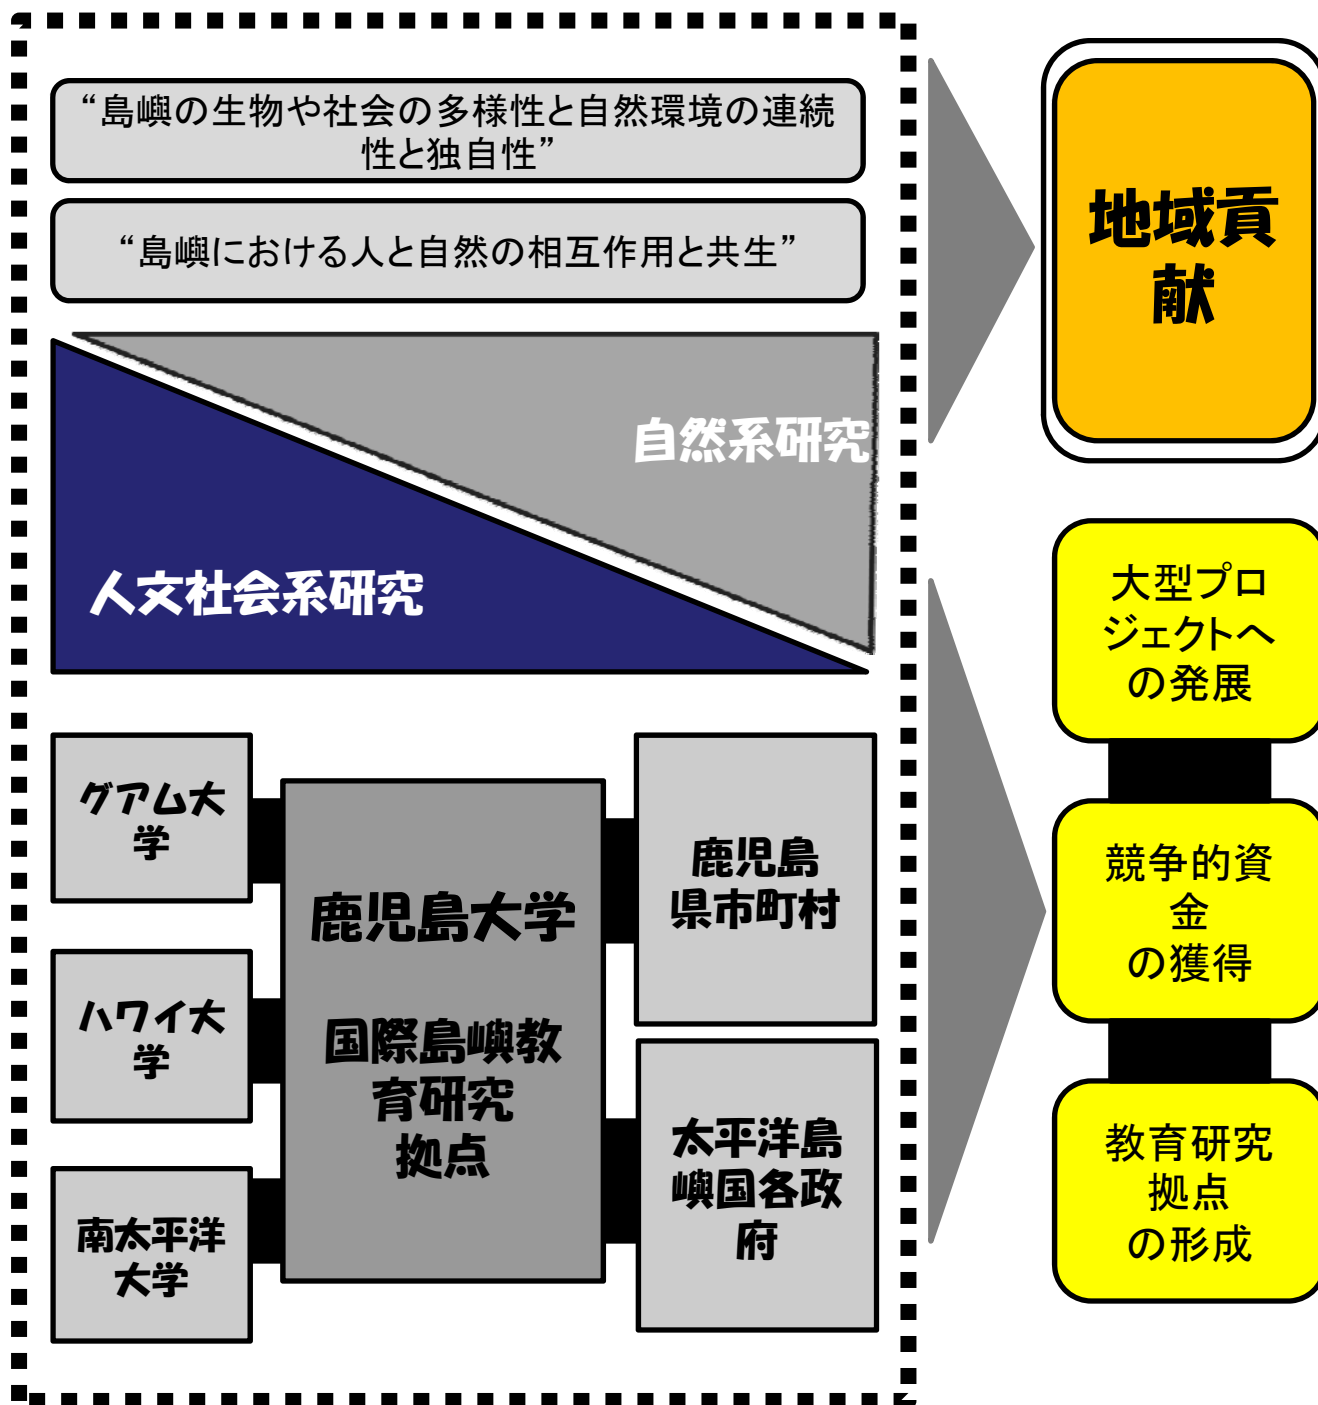 “島嶼の生物や社会の多様性と自然環境の連続
性と独自性”
“島嶼における人と自然の相互作用と共生”
自然系研究
人文社会系研究
グアム大
学
ハワイ大
学
南太平洋
大学
鹿児島大学
国際島嶼教
育研究
拠点
鹿児島
県市町村
太平洋島
嶼国各政
府
地域貢
献
大型プロ
ジェクトへ
の発展
競争的資
金
の獲得
教育研究
拠点
の形成